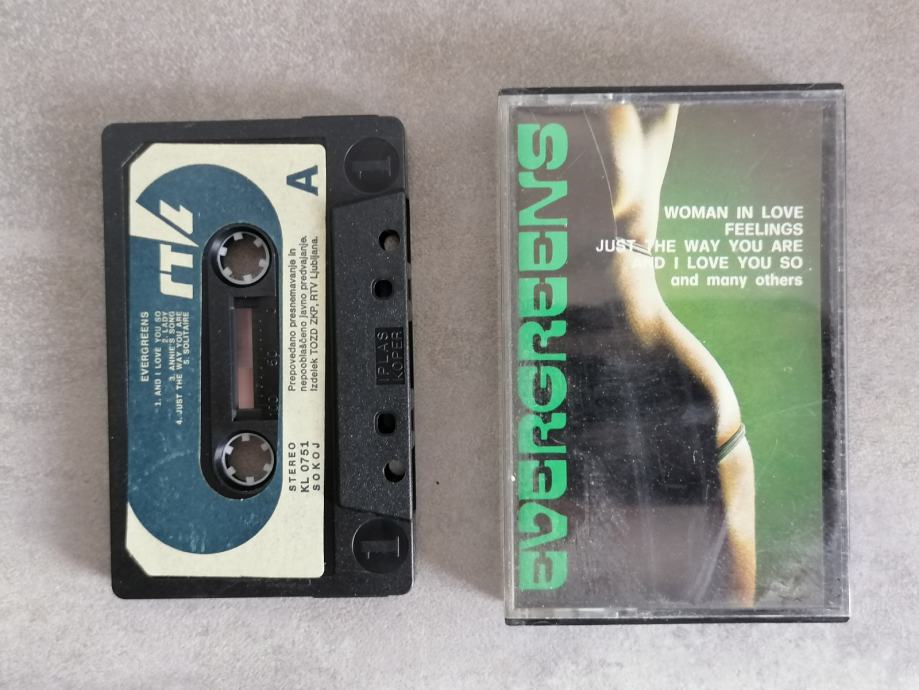 EVERGREENS
1. AND I LOVE YOU SO
2. LADY
3. ANNIE'S SONG
4. JUST THE WAY YOU ARE
5. SOLITAIRE
A
Prepovedano presnemavanje in
nepooblaščeno javno predvajanje.
Izdelek TOZD ZKP, RTV Ljubljana.
STEREO
KL 0751
SOKOJ
50
1
IPLAS
KOPER
1
EVERGREENS
WOMAN IN LOVE
FEELINGS
JUST THE WAY YOU ARE
AND I LOVE YOU SO
and many others